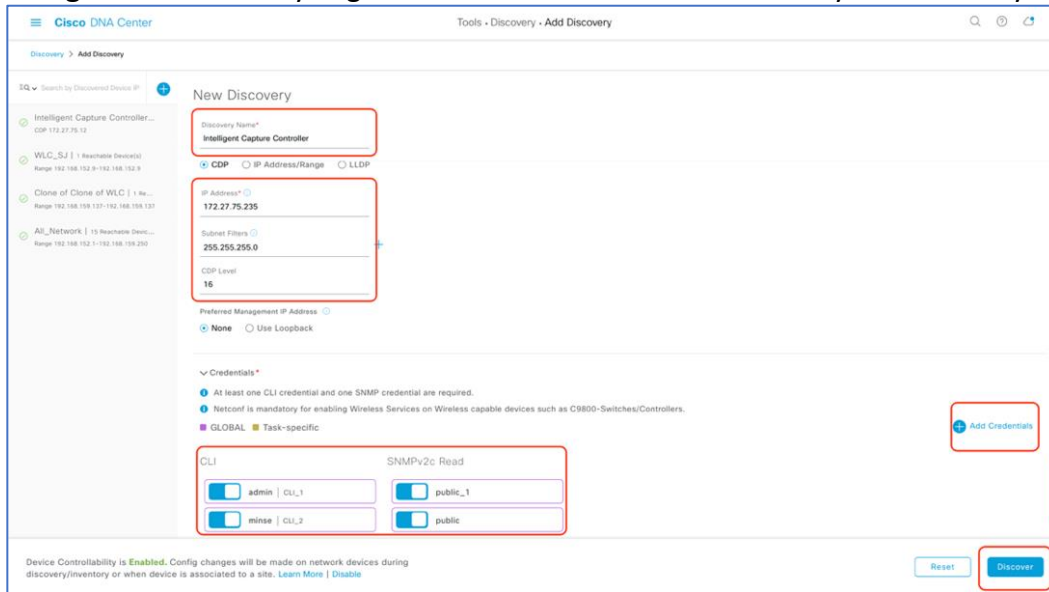 Cisco DNA Center
Tools • Discovery • Add Discovery
Discovery > Add Discovery
Search by Discovered Device IP
Intelligent Capture Controller...
CDP 172.27.75.12
WLC_SJ | 1 Reachable Device(s)
Range 192.168.152.9-192.168.152.9
Clone of Clone of WLC | 1 Re...
Range 192.168.159.137-192.168.159.137
All_Network | 15 Reachable Devic...
Range 192.168.152.1-192.168.159.250
New Discovery
Discovery Name*
Intelligent Capture Controller
CDP IP Address/Range LLDP
IP Address*
172.27.75.235
Subnet Filters
255.255.255.0
CDP Level
16
Preferred Management IP Address
None Use Loopback
Credentials*
At least one CLI credential and one SNMP credential are required.
Netconf is mandatory for enabling Wireless Services on Wireless capable devices such as C9800-Switches/Controllers.
GLOBAL Task-specific
Add Credentials
CLI SNMPv2c Read
admin | CLI_1 public_1
minse | CLI_2 public
Device Controllability is Enabled. Config changes will be made on network devices during
discovery/inventory or when device is associated to a site. Learn More | Disable
Reset Discover